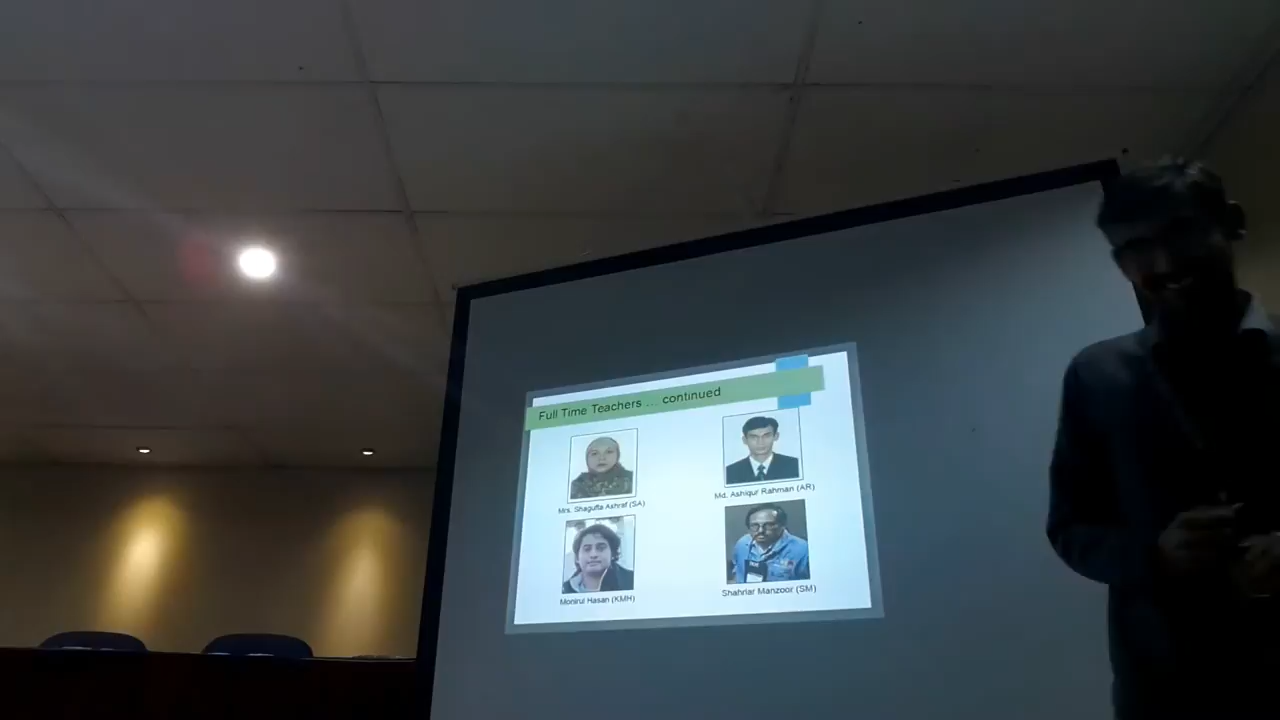 Full Time Teachers ... continued
Mrs. Shagufta Ashraf (SA)
Md. Ashiqur Rahman (AR)
Monirul Hasan (KMH)
Shahriar Manzoor (SM)